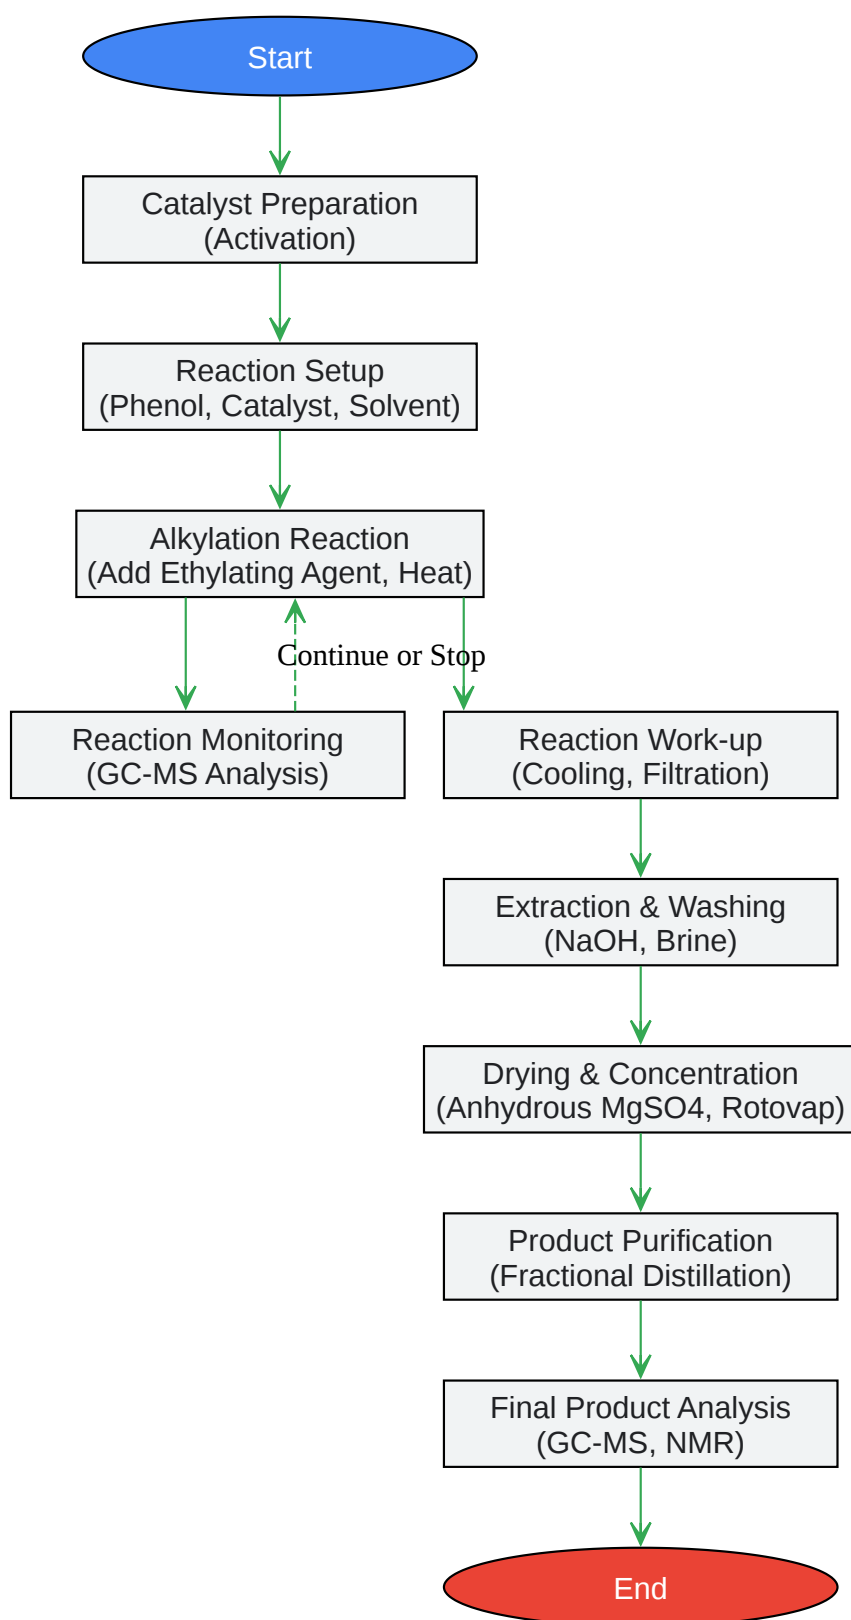 Start
Catalyst Preparation
(Activation)
Reaction Setup
(Phenol, Catalyst, Solvent)
Alkylation Reaction
(Add Ethylating Agent, Heat)
Continue or Stop
Reaction Monitoring
(GC-MS Analysis)
Reaction Work-up
(Cooling, Filtration)
Extraction & Washing
(NaOH, Brine)
Drying & Concentration
(Anhydrous MgSO4, Rotovap)
Product Purification
(Fractional Distillation)
Final Product Analysis
(GC-MS, NMR)
End